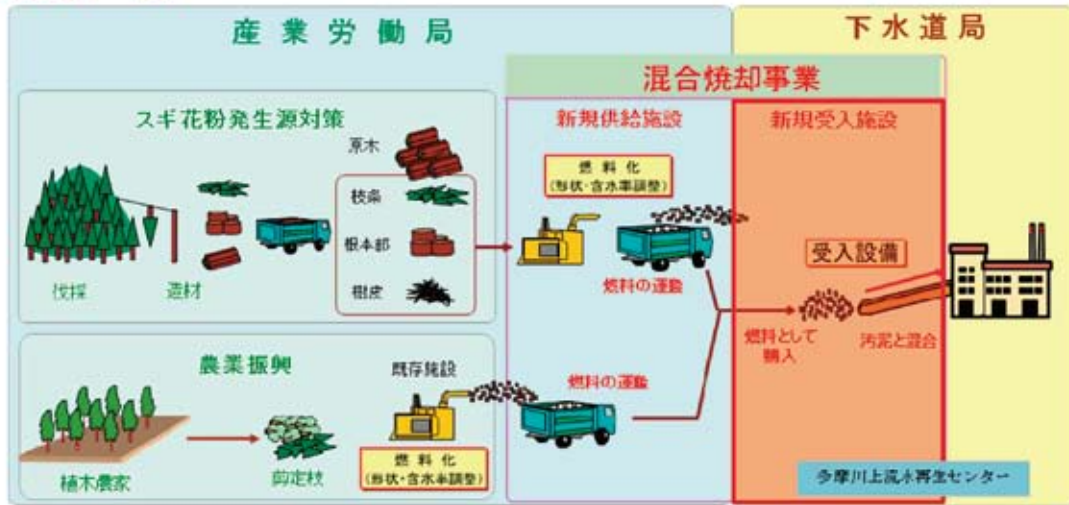 産業労働局
下水道局
混合焼却事業
スギ花粉発生源対策
原木
枝条
根本部
樹皮
伐採
造材
新規供給施設
燃料化
(形状・含水率調整)
燃料の運搬
新規受入施設
受入設備
燃料として
購入
汚泥と混合
農業振興
植木農家
剪定枝
既存施設
燃料化
(形状・含水率調整)
燃料の運搬
多摩川上流水再生センター